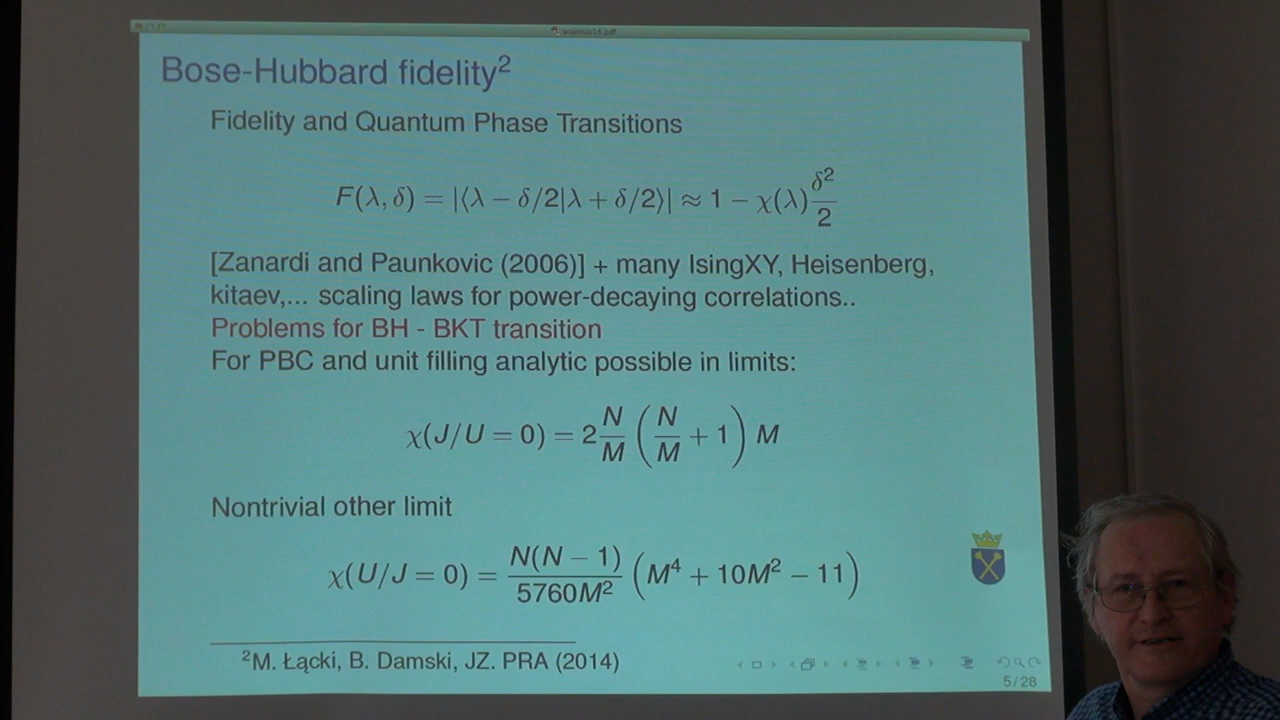 Bose-Hubbard fidelity²
Fidelity and Quantum Phase Transitions
F(λ, δ) = |⟨λ − δ/2|λ + δ/2⟩| ≈ 1 − χ(λ) δ²/2
[Zanardi and Paunkovic (2006)] + many IsingXY, Heisenberg,
kitaev,... scaling laws for power-decaying correlations..
Problems for BH - BKT transition
For PBC and unit filling analytic possible in limits:
χ(J/U = 0) = 2 N/M (N/M + 1) M
Nontrivial other limit
χ(U/J = 0) = N(N − 1)/5760M² (M⁴ + 10M² − 11)
²M. Łącki, B. Damski, JZ. PRA (2014)
5/28